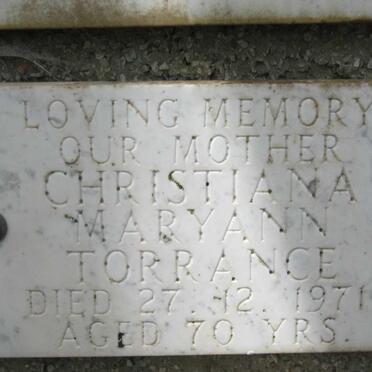 LOVING MEMORY
OUR MOTHER
CHRISTIANA
MARYANN
TORRANCE
DIED 27. 12. 1971
AGED 70 YRS.